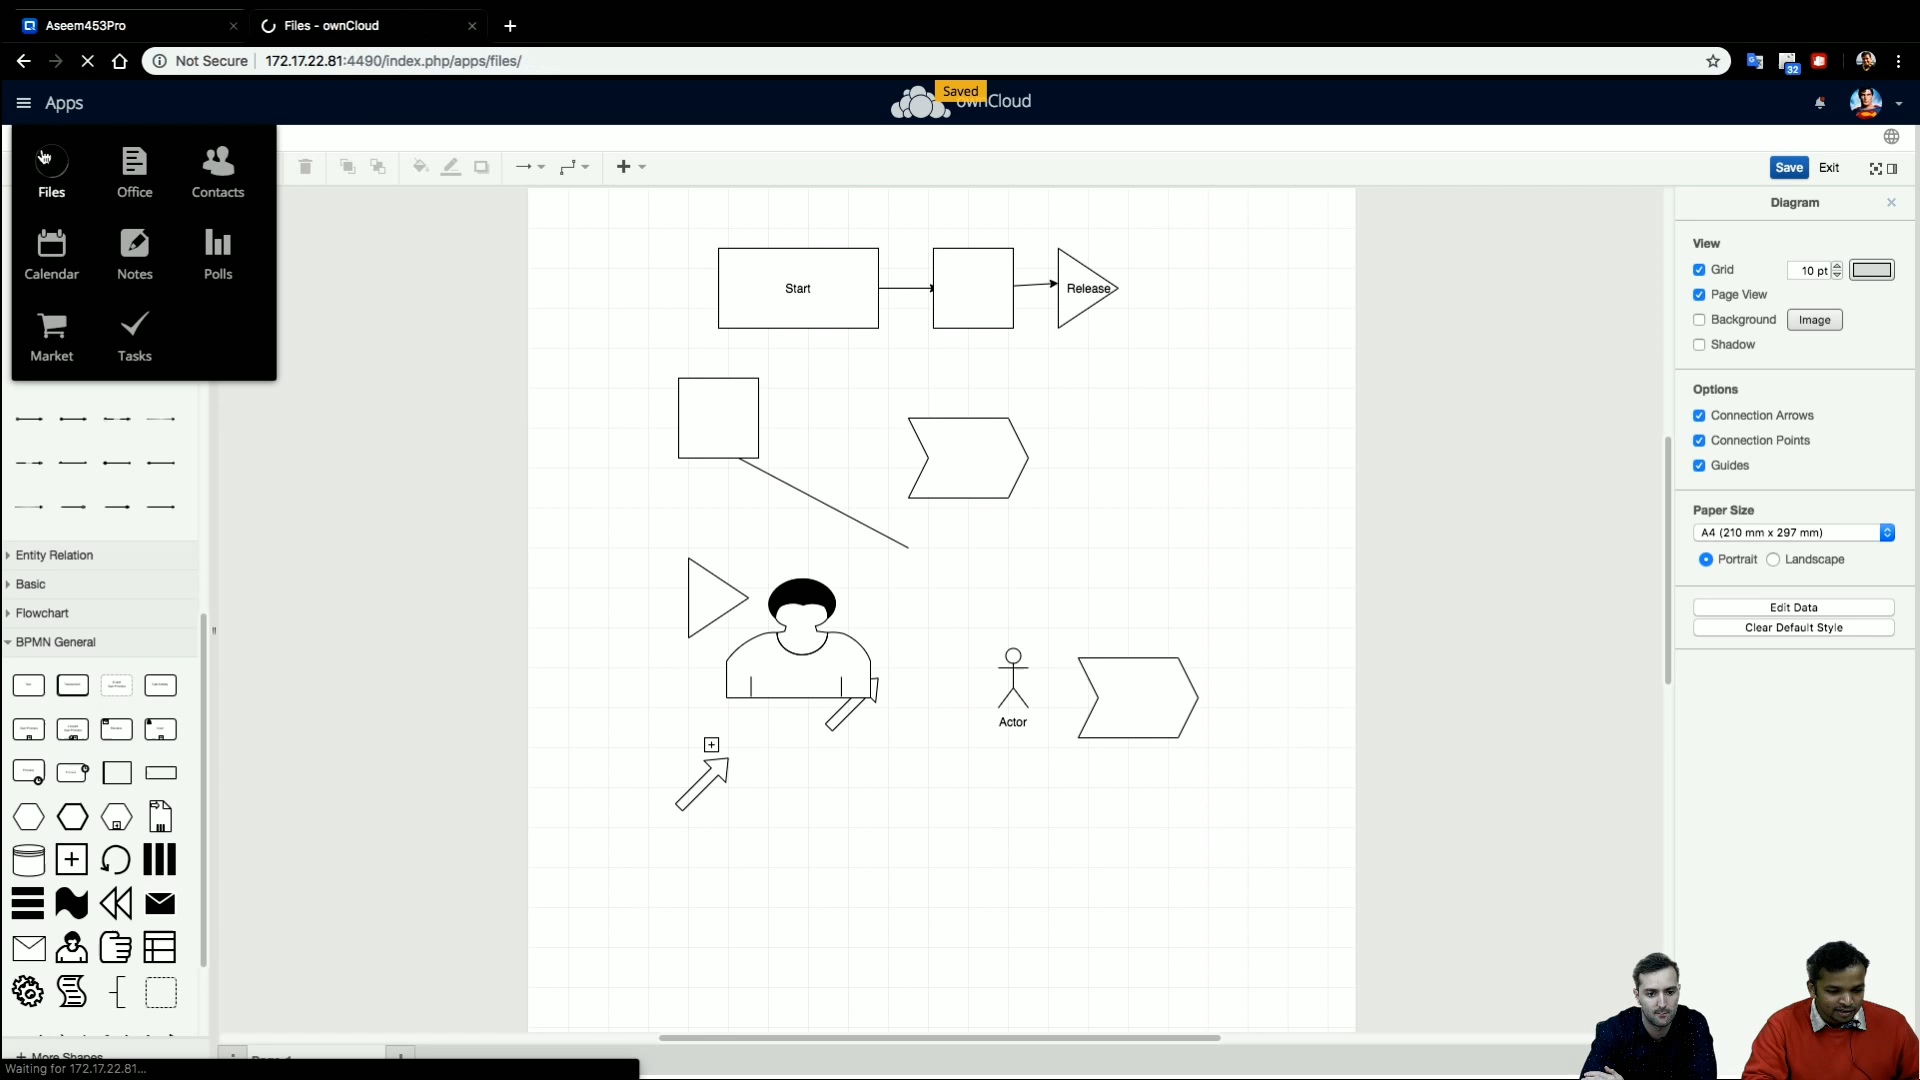 Aseem453Pro
Files - ownCloud
Not Secure
172.17.22.81:4490/index.php/apps/files/
32
Apps
Saved
ownCloud
Files
Office
Contacts
Calendar
Notes
Polls
Market
Tasks
Save
Exit
Diagram
View
Grid
10 pt
Page View
Background
Image
Shadow
Options
Connection Arrows
Connection Points
Guides
Paper Size
A4 (210 mm x 297 mm)
Portrait
Landscape
Edit Data
Clear Default Style
Start
Release
Actor
Entity Relation
Basic
Flowchart
BPMN General
More Shapes
Waiting for 172.17.22.81...